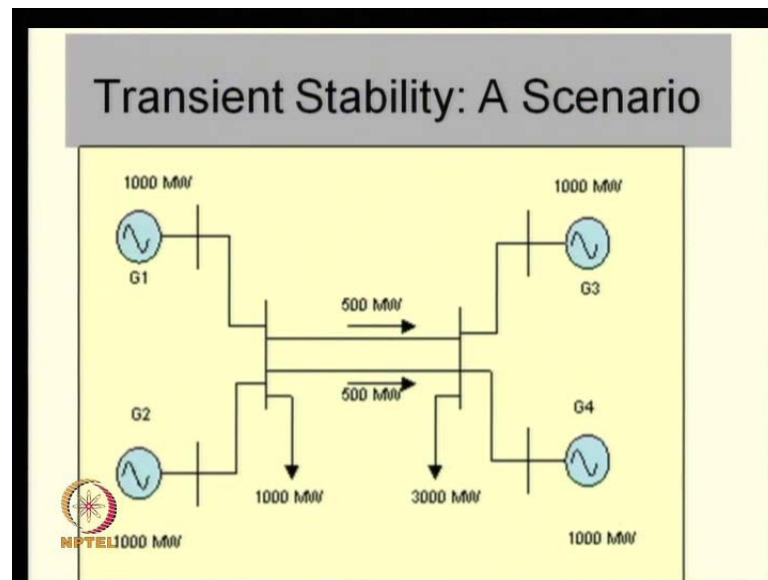 Transient Stability: A Scenario
1000 MW
1000 MW
G1
G3
500 MW
500 MW
G2
G4
1000 MW
3000 MW
NPTEL
1000 MW
1000 MW